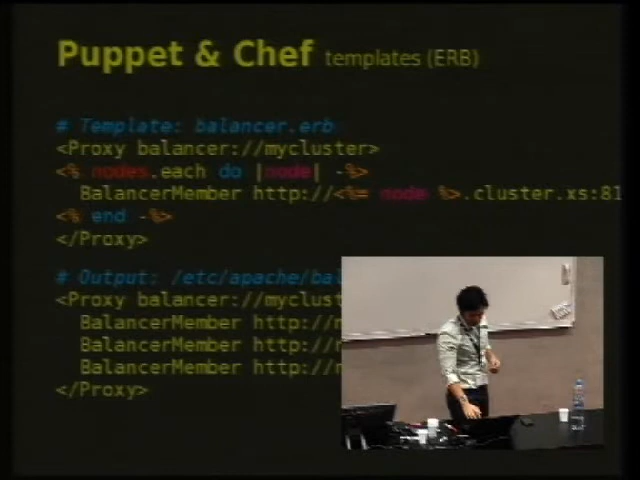 Puppet & Chef templates (ERB)
# Template: balancer.erb
<Proxy balancer://mycluster>
<% nodes.each do |node| -%>
BalancerMember http://<%= node %>.cluster.xs:81
<% end -%>
</Proxy>
# Output: /etc/apache/bal
<Proxy balancer://myclust
BalancerMember http://
BalancerMember http://
BalancerMember http://
</Proxy>